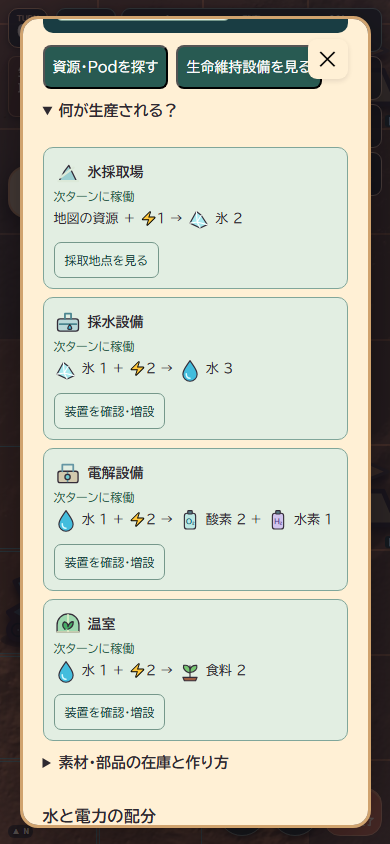 資源・Podを探す
生命維持設備を見る
▼ 何が生産される？
氷採取場
次ターンに稼働
地図の資源 + ⚡1 → 氷 2
採取地点を見る
採水設備
次ターンに稼働
氷 1 + ⚡2 → 水 3
装置を確認・増設
電解設備
次ターンに稼働
水 1 + ⚡2 → O₂ 酸素 2 + H₂ 水素 1
装置を確認・増設
温室
次ターンに稼働
水 1 + ⚡2 → 食料 2
装置を確認・増設
▶ 素材・部品の在庫と作り方
水と電力の配分
▲ N